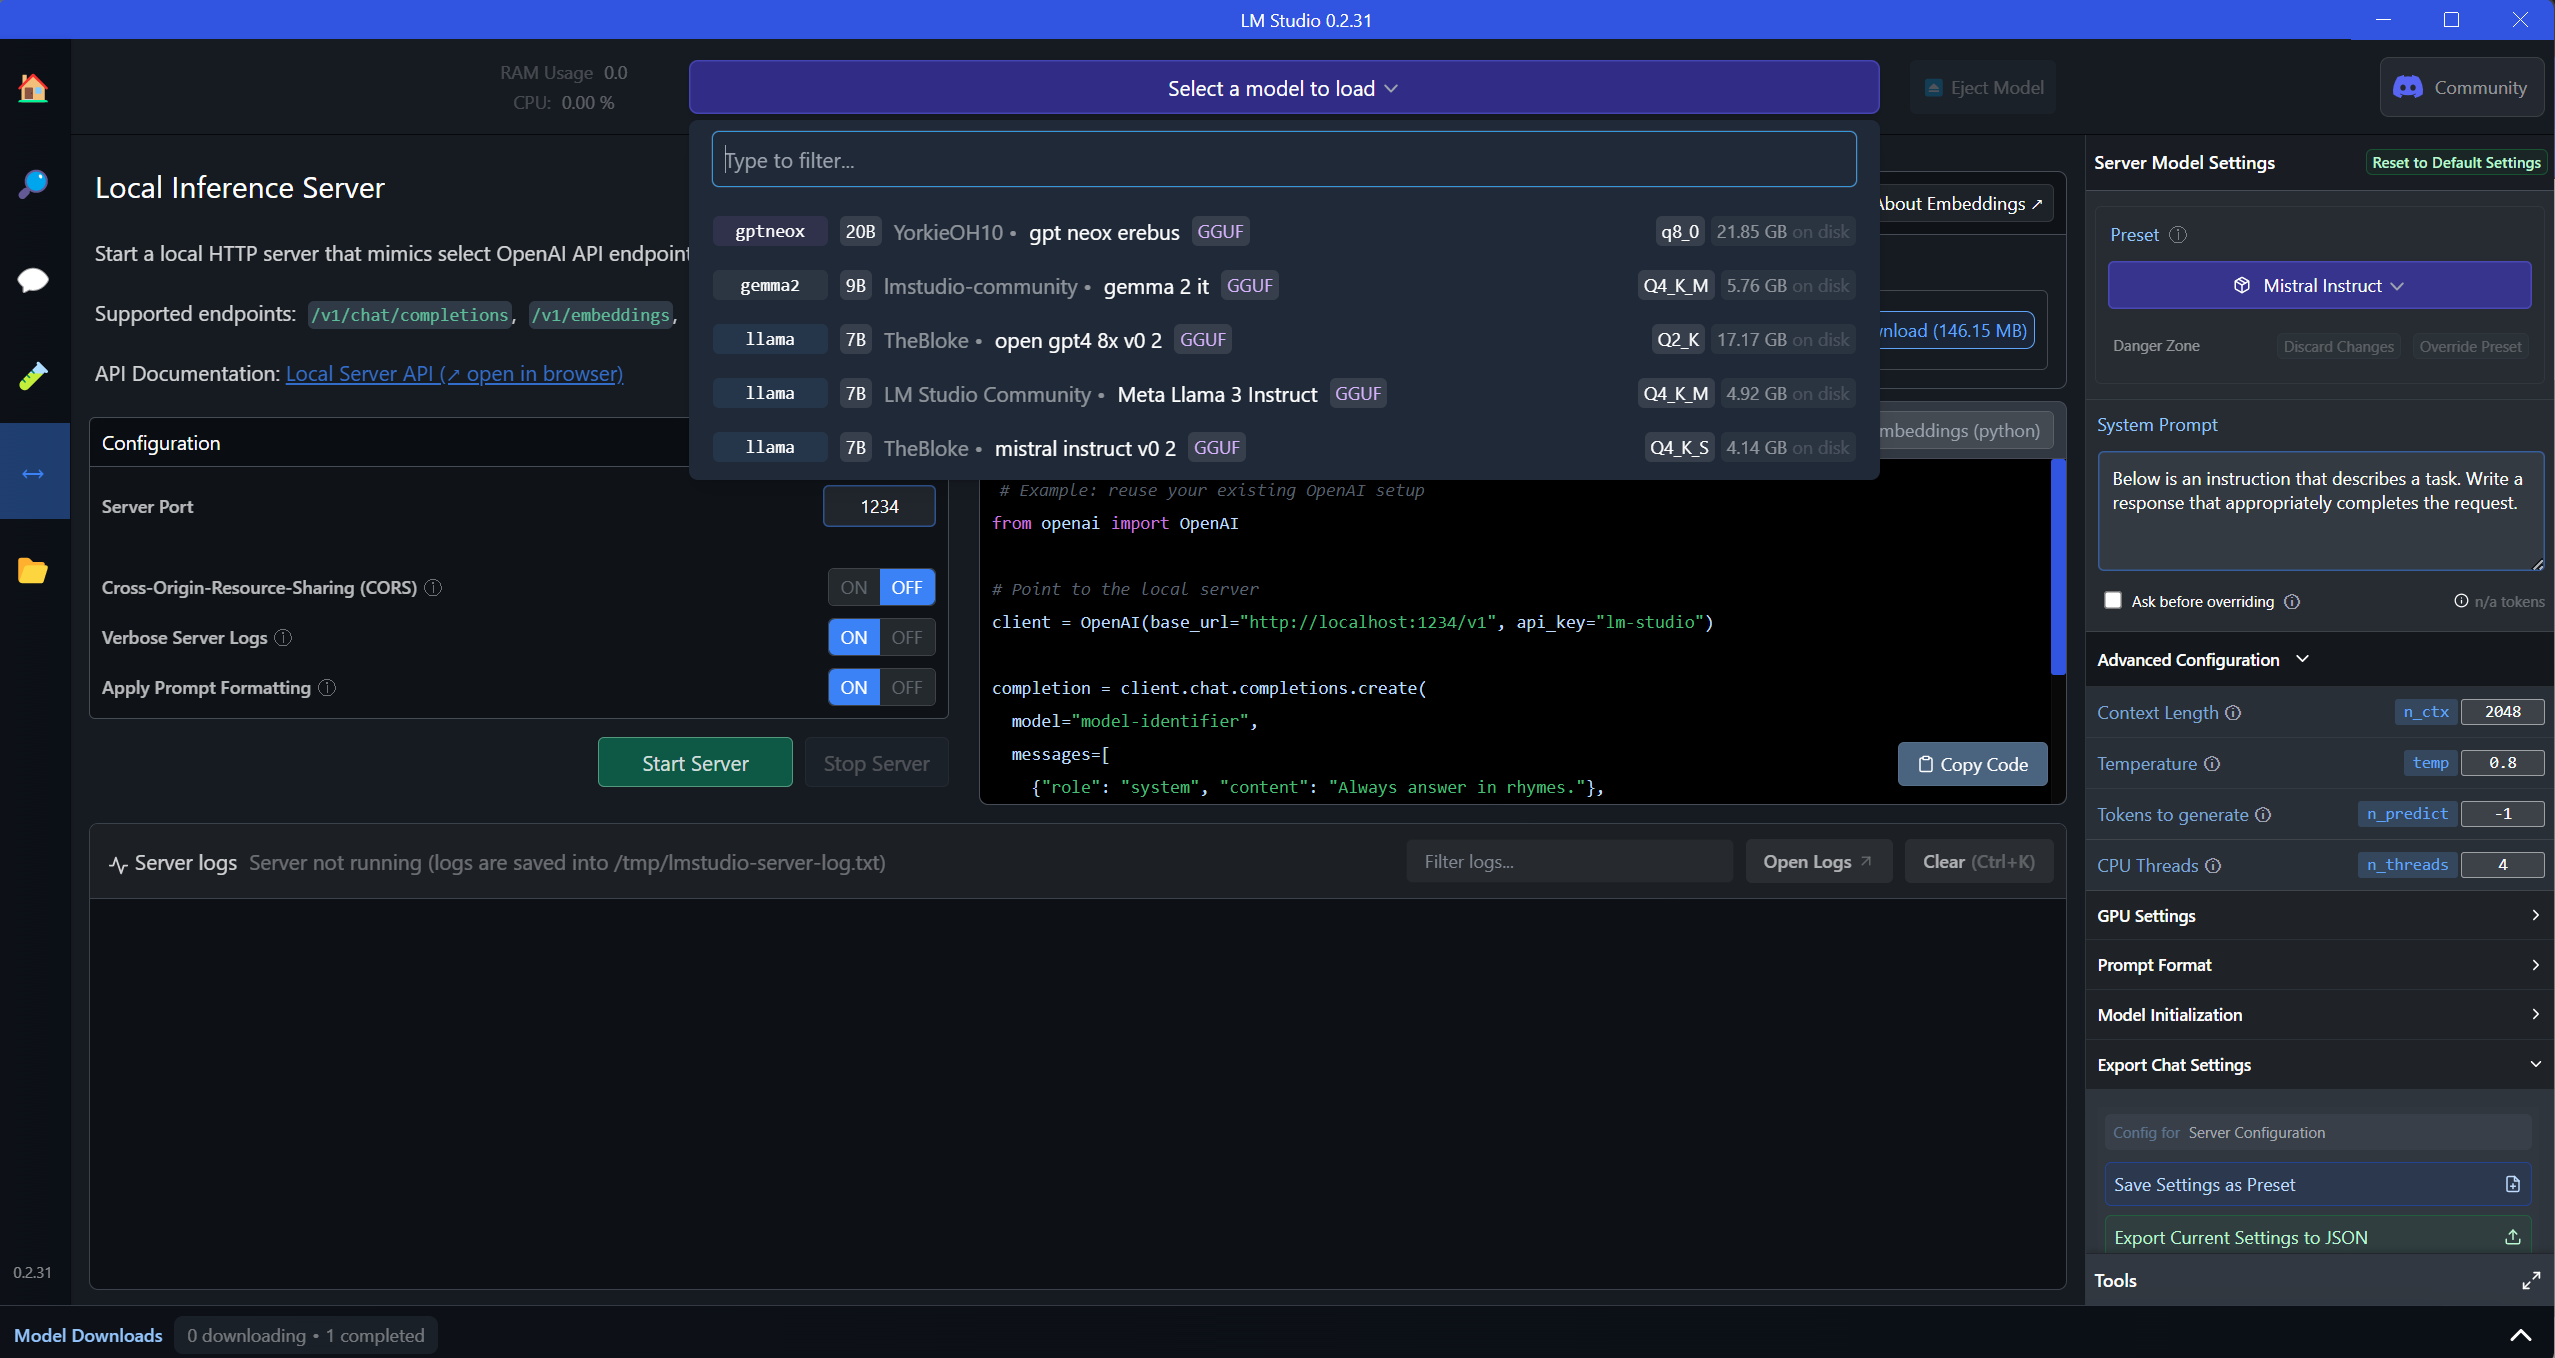 LM Studio 0.2.31
RAM Usage 0.0
CPU: 0.00 %
Select a model to load
Eject Model
Community
Type to filter...
gptneox 20B YorkieOH10 • gpt neox erebus GGUF q8_0 21.85 GB on disk
gemma2 9B lmstudio-community • gemma 2 it GGUF Q4_K_M 5.76 GB on disk
llama 7B TheBloke • open gpt4 8x v0 2 GGUF Q2_K 17.17 GB on disk
llama 7B LM Studio Community • Meta Llama 3 Instruct GGUF Q4_K_M 4.92 GB on disk
llama 7B TheBloke • mistral instruct v0 2 GGUF Q4_K_S 4.14 GB on disk
Local Inference Server
Start a local HTTP server that mimics select OpenAI API endpoint
Supported endpoints: /v1/chat/completions, /v1/embeddings,
API Documentation: Local Server API (↗ open in browser)
About Embeddings ↗
nload (146.15 MB)
mbeddings (python)
Configuration
Server Port 1234
Cross-Origin-Resource-Sharing (CORS) ON OFF
Verbose Server Logs ON OFF
Apply Prompt Formatting ON OFF
Start Server Stop Server
# Example: reuse your existing OpenAI setup
from openai import OpenAI
# Point to the local server
client = OpenAI(base_url="http://localhost:1234/v1", api_key="lm-studio")
completion = client.chat.completions.create(
model="model-identifier",
messages=[
{"role": "system", "content": "Always answer in rhymes."},
Copy Code
Server logs Server not running (logs are saved into /tmp/lmstudio-server-log.txt)
Filter logs...
Open Logs ↗
Clear (Ctrl+K)
Server Model Settings
Reset to Default Settings
Preset
Mistral Instruct
Danger Zone Discard Changes Override Preset
System Prompt
Below is an instruction that describes a task. Write a
response that appropriately completes the request.
Ask before overriding n/a tokens
Advanced Configuration
Context Length n_ctx 2048
Temperature temp 0.8
Tokens to generate n_predict -1
CPU Threads n_threads 4
GPU Settings
Prompt Format
Model Initialization
Export Chat Settings
Config for Server Configuration
Save Settings as Preset
Export Current Settings to JSON
Tools
0.2.31
Model Downloads 0 downloading • 1 completed